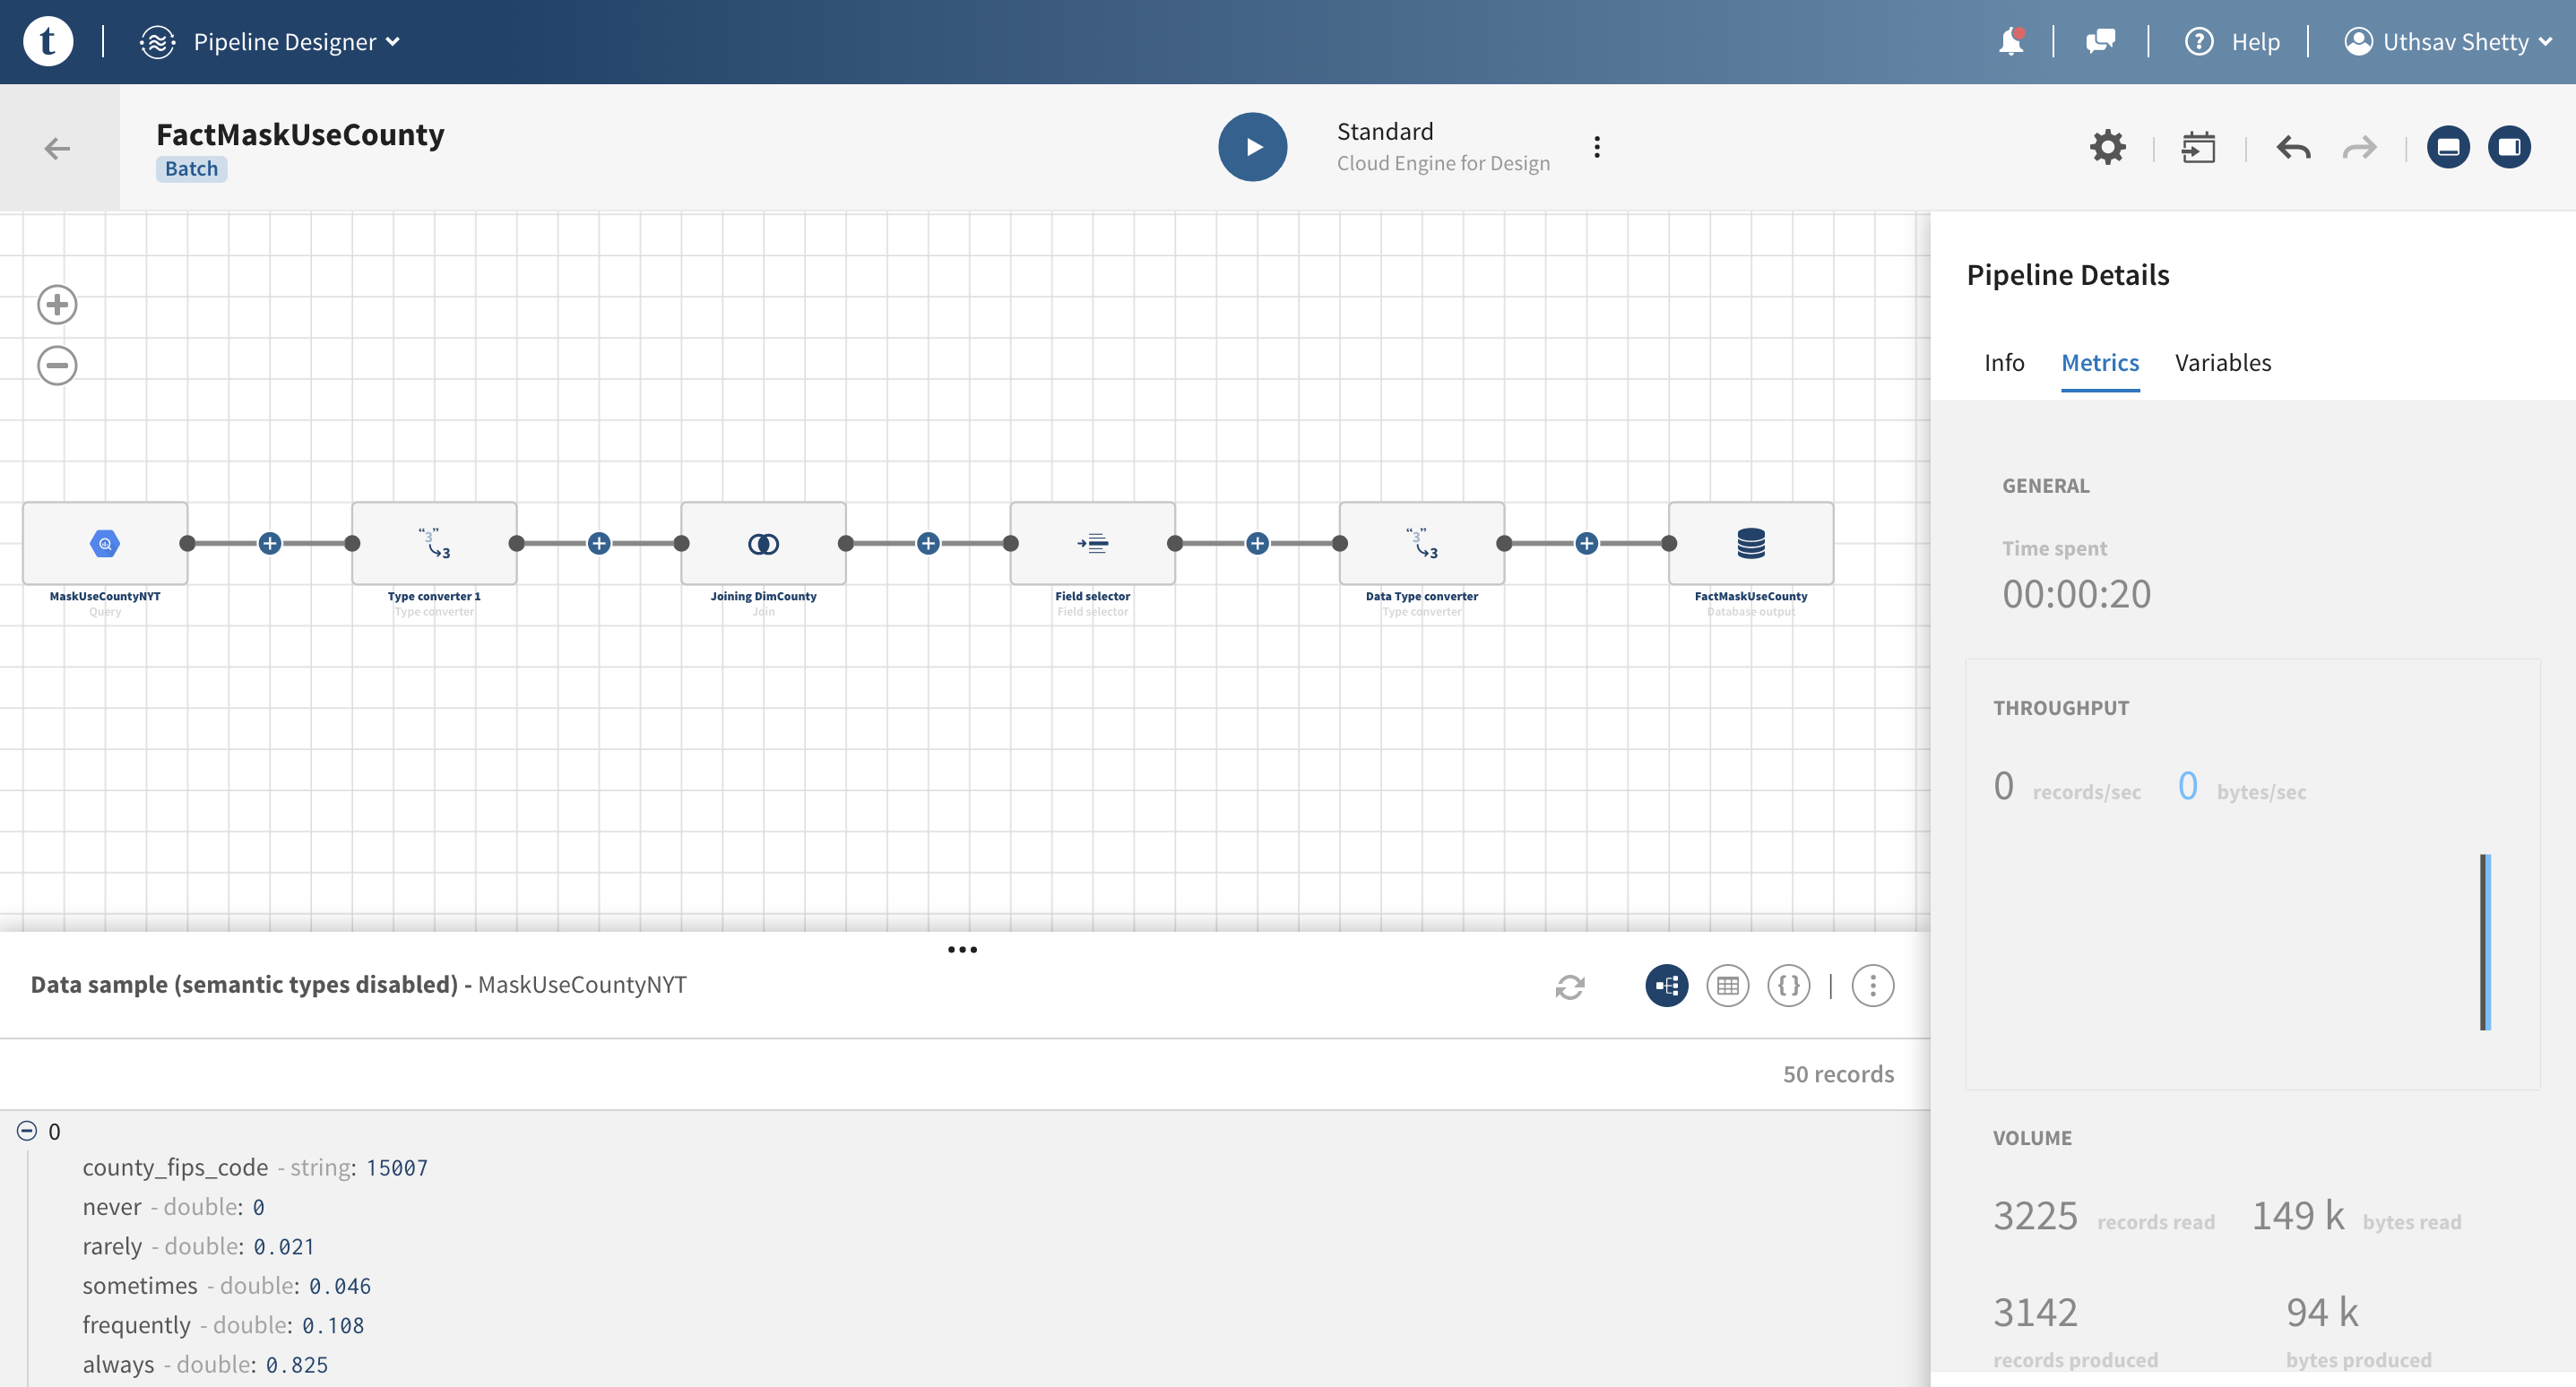 t Pipeline Designer Help Uthsav Shetty
FactMaskUseCounty
Batch
Standard
Cloud Engine for Design
Pipeline Details
Info Metrics Variables
GENERAL
Time spent
00:00:20
"3" 3 "3" 3
MaskUseCountyNYT Type converter 1 Joining DimCounty Field selector Data Type converter FactMaskUseCounty
Query Type converter Join Field selector Type converter Database output
THROUGHPUT
0 records/sec 0 bytes/sec
Data sample (semantic types disabled) - MaskUseCountyNYT
50 records
0
county_fips_code - string: 15007
never - double: 0
rarely - double: 0.021
sometimes - double: 0.046
frequently - double: 0.108
always - double: 0.825
VOLUME
3225 records read 149 k bytes read
3142 94 k
records produced bytes produced